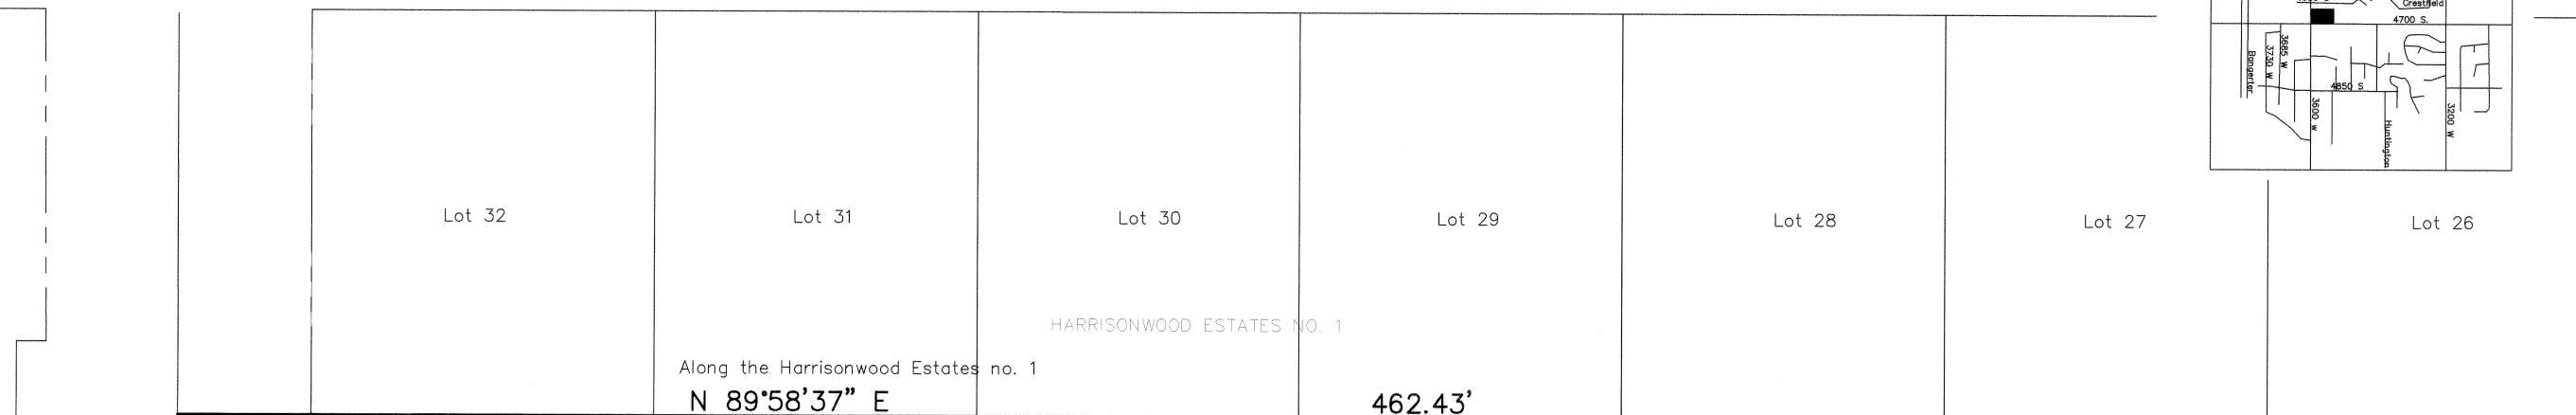 Crestfield
4700 S.
3685 W
3730 W
Bangerter
4850 S
3600 W
3200 W
Huntington
Lot 32
Lot 31
Lot 30
Lot 29
Lot 28
Lot 27
Lot 26
HARRISONWOOD ESTATES NO. 1
Along the Harrisonwood Estates no. 1
N 89°58'37" E 462.43'